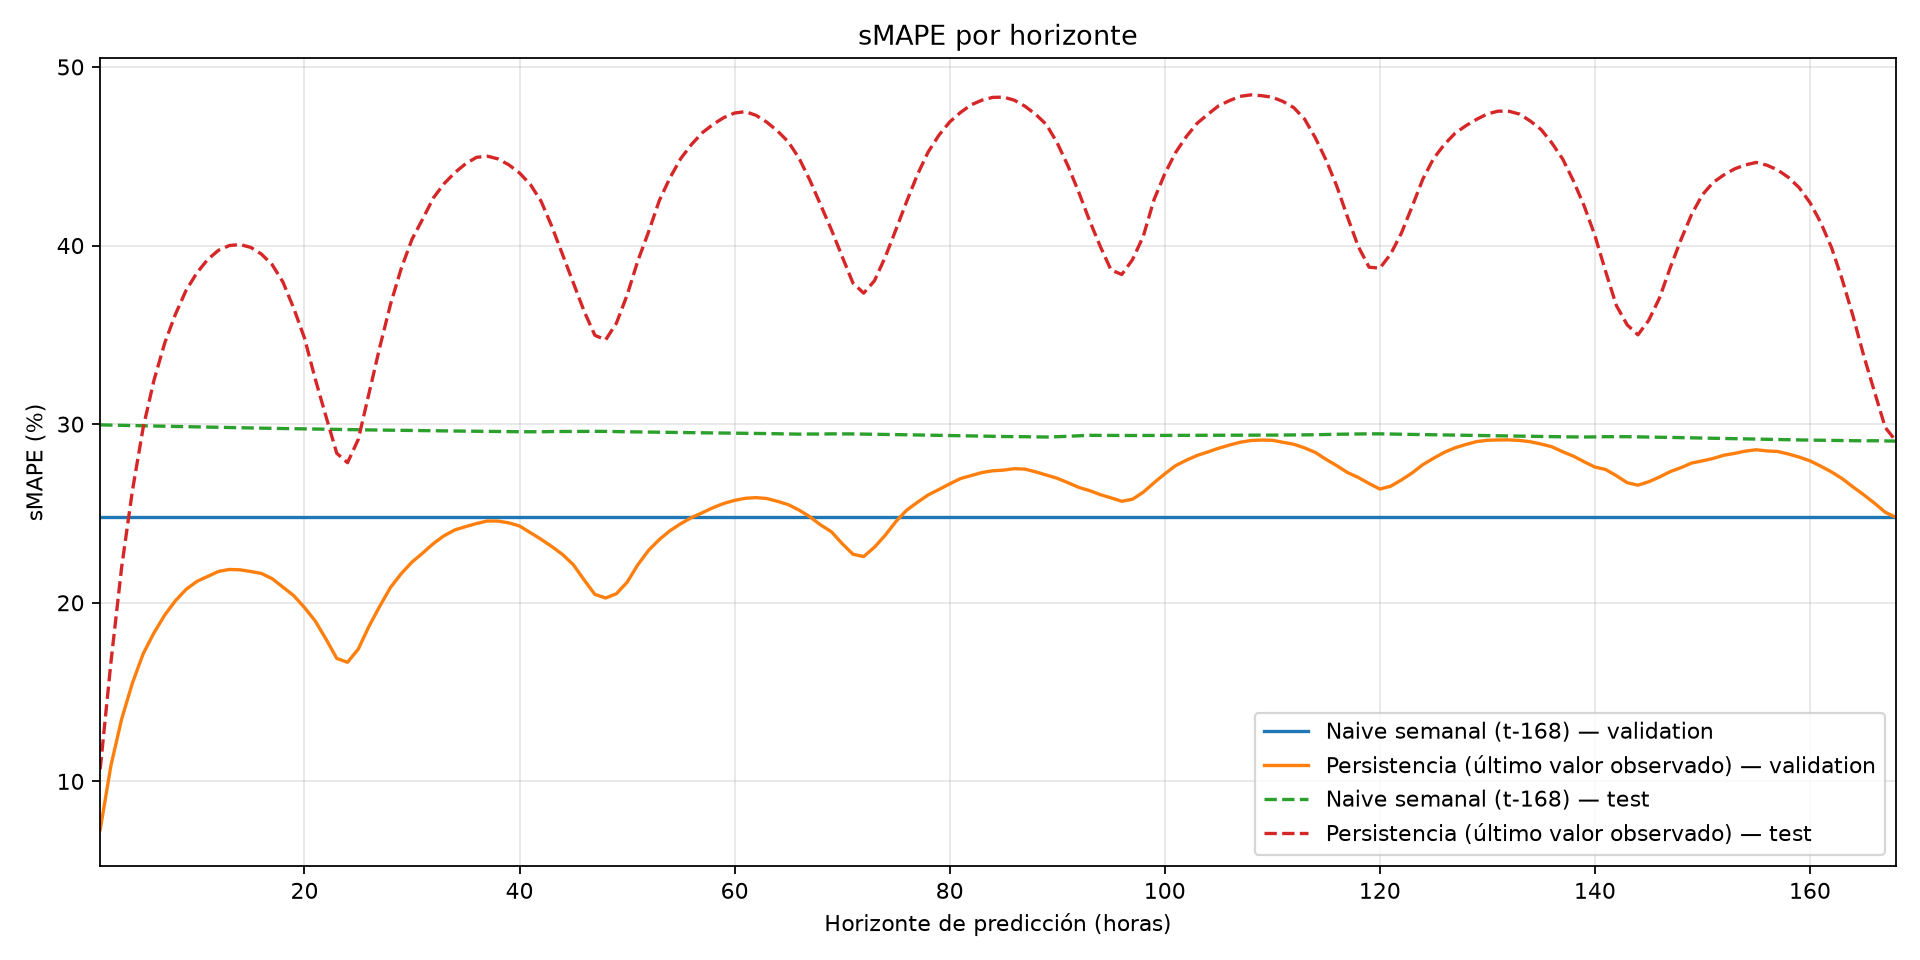 sMAPE por horizonte
sMAPE (%)
50
40
30
20
10
20 40 60 80 100 120 140 160
Horizonte de predicción (horas)
Naive semanal (t-168) — validation
Persistencia (último valor observado) — validation
Naive semanal (t-168) — test
Persistencia (último valor observado) — test